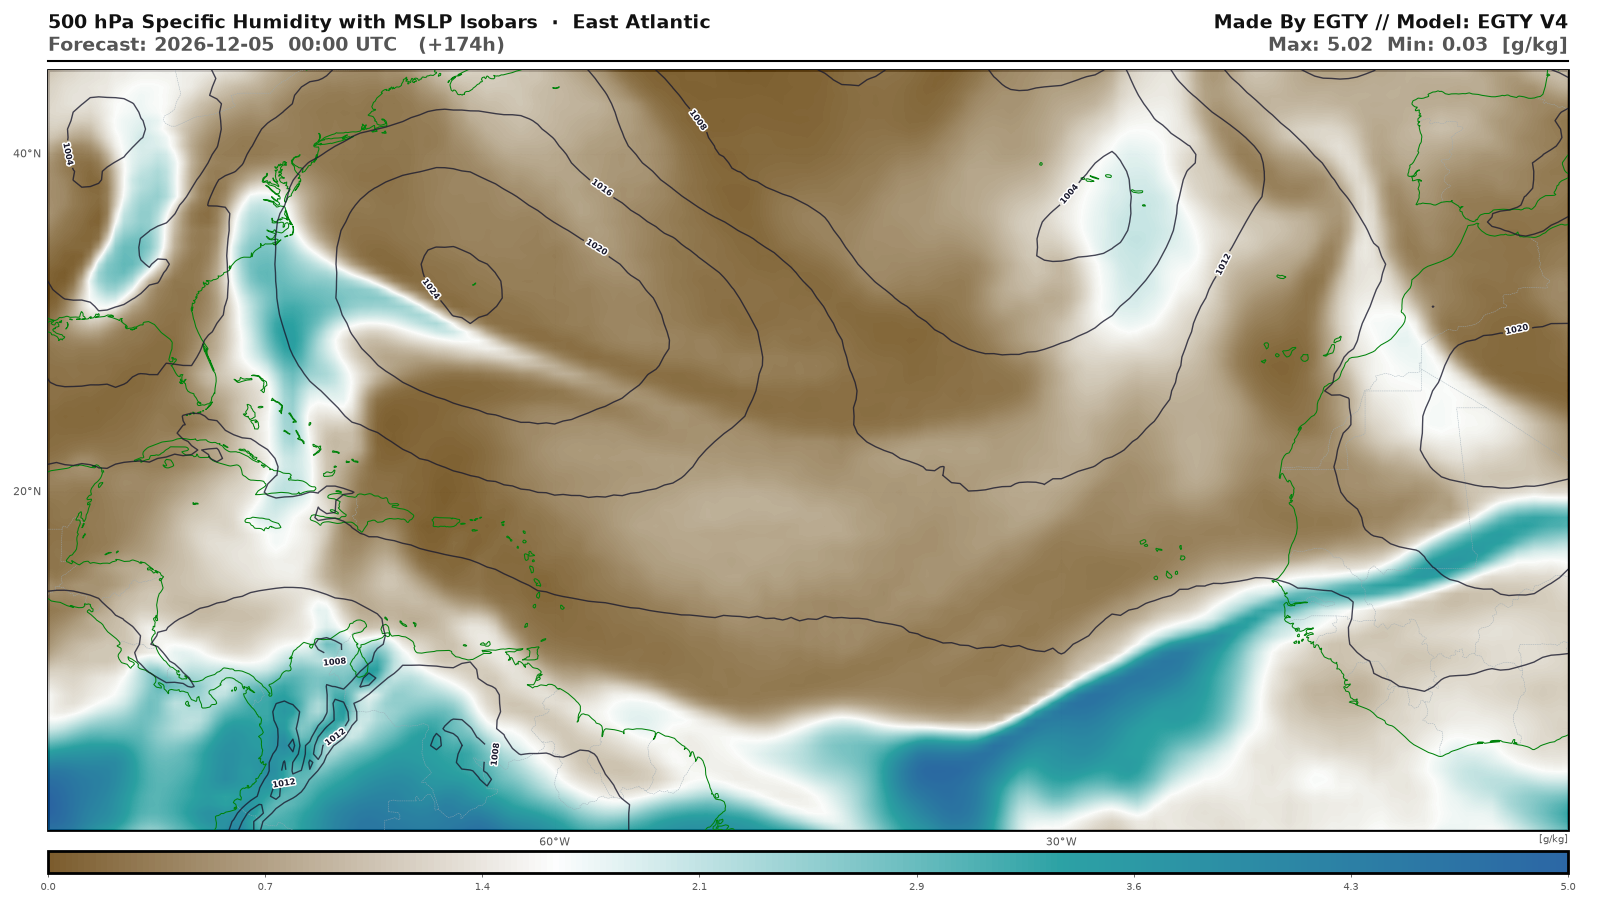 500 hPa Specific Humidity with MSLP Isobars · East Atlantic
Made By EGTY // Model: EGTY V4
Forecast: 2026-12-05 00:00 UTC (+174h)
Max: 5.02 Min: 0.03 [g/kg]
1008
40°N
1004
1016
1004
1020
1012
1024
1020
20°N
1008
1012
1008
1012
60°W
30°W
[g/kg]
0.0
0.7
1.4
2.1
2.9
3.6
4.3
5.0